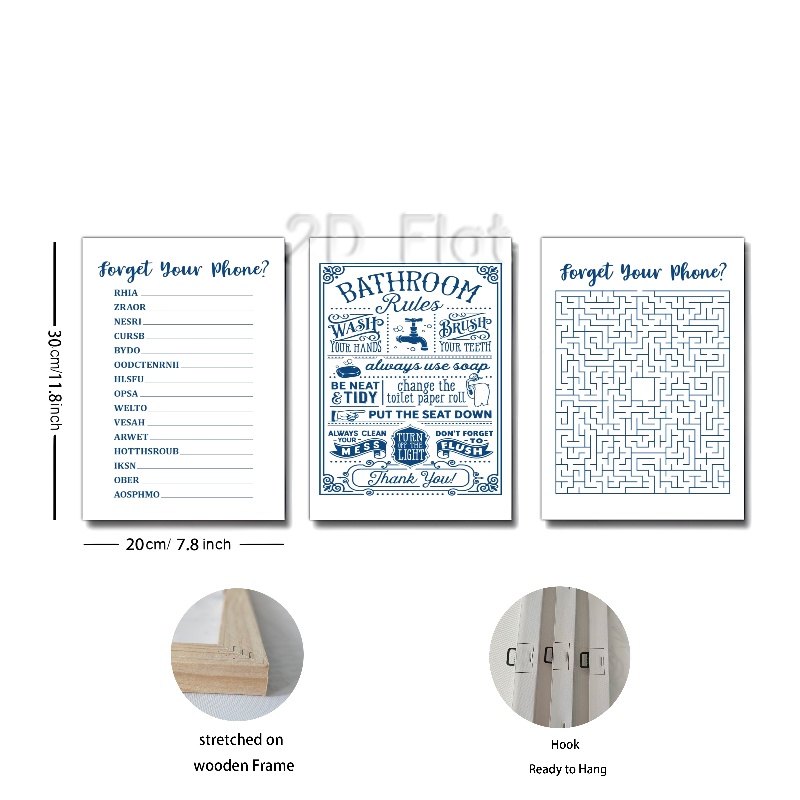 2D Flat
Forget Your Phone?
RHIA
ZRAOR
NESRI
CURSB
BYDO
OODCTENRNII
HLSFU
OPSA
WELTO
VESAH
ARWET
HOTTHSROUB
IKSN
OBER
AOSPHMO
BATHROOM
Rules
WASH
YOUR HANDS
BRUSH
YOUR TEETH
always use soap
BE NEAT
& TIDY
change the
toilet paper roll
PUT THE SEAT DOWN
ALWAYS CLEAN
YOUR
MESS
TURN
OFF THE
LIGHT
DON'T FORGET
TO
FLUSH
Thank You!
Forget Your Phone?
30cm/11.8inch
20cm/ 7.8 inch
stretched on
wooden Frame
Hook
Ready to Hang